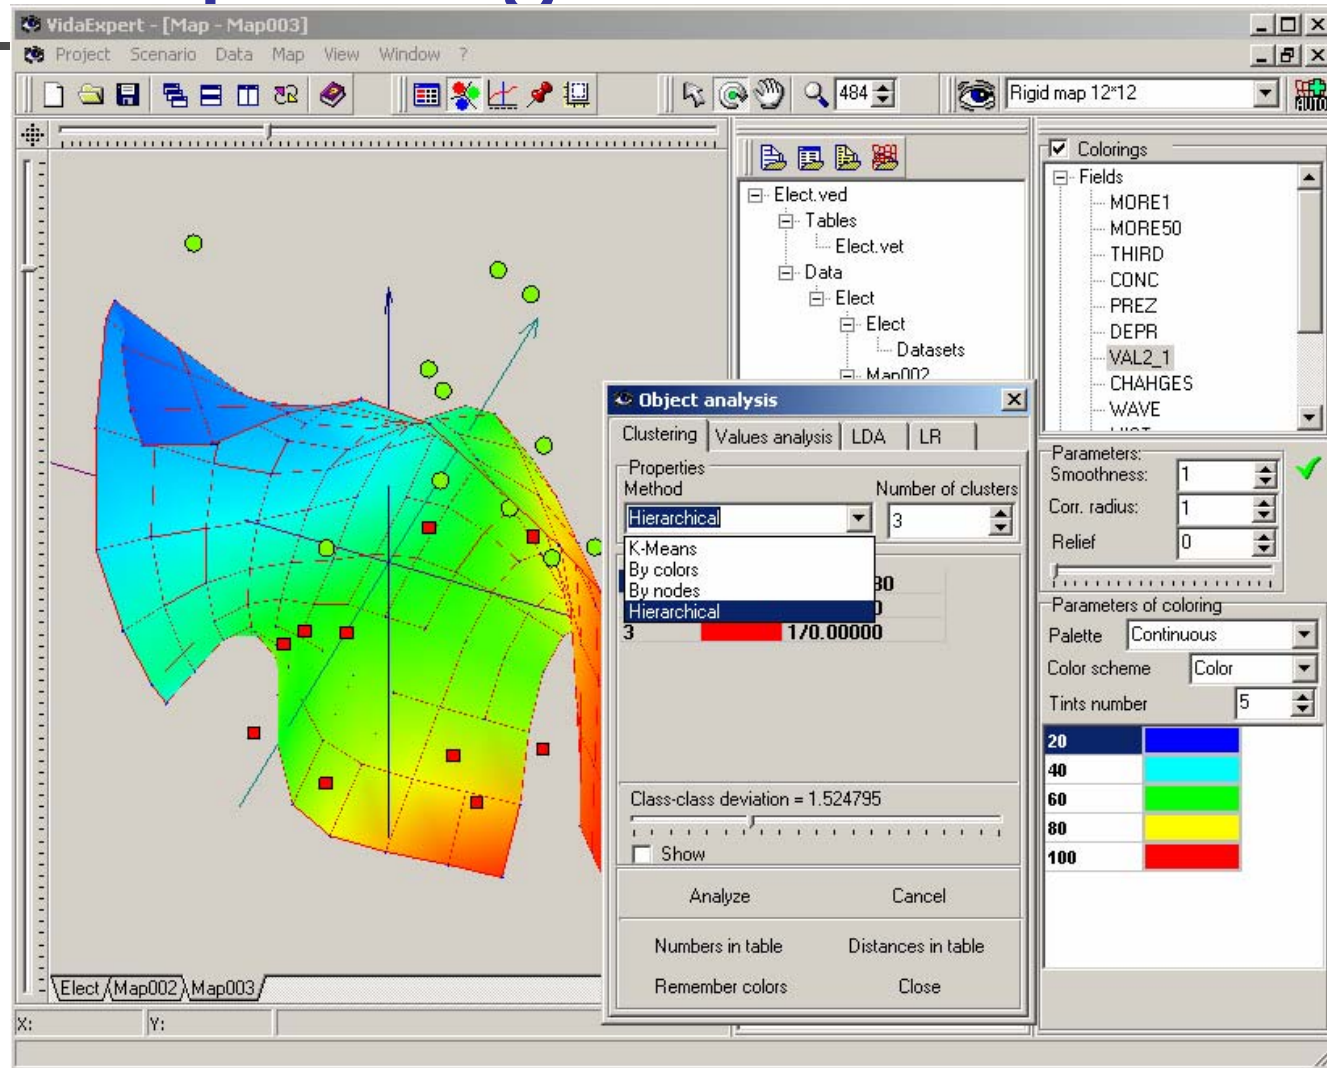 VidaExpert - [Map - Map003]
Project Scenario Data Map View Window ?
484
Rigid map 12*12
AUTO
Elect.ved
Tables
Elect.vet
Data
Elect
Elect
Datasets
Map002
Colorings
Fields
MORE1
MORE50
THIRD
CONC
PREZ
DEPR
VAL2_1
CHAHGES
WAVE
Object analysis
Clustering Values analysis LDA LR
Properties
Method Number of clusters
Hierarchical 3
K-Means
By colors
By nodes
Hierarchical
3 170.00000
Class-class deviation = 1.524795
Show
Analyze Cancel
Numbers in table Distances in table
Remember colors Close
Parameters:
Smoothness: 1
Corr. radius: 1
Relief 0
Parameters of coloring
Palette Continuous
Color scheme Color
Tints number 5
20
40
60
80
100
Elect Map002 Map003
X: Y: